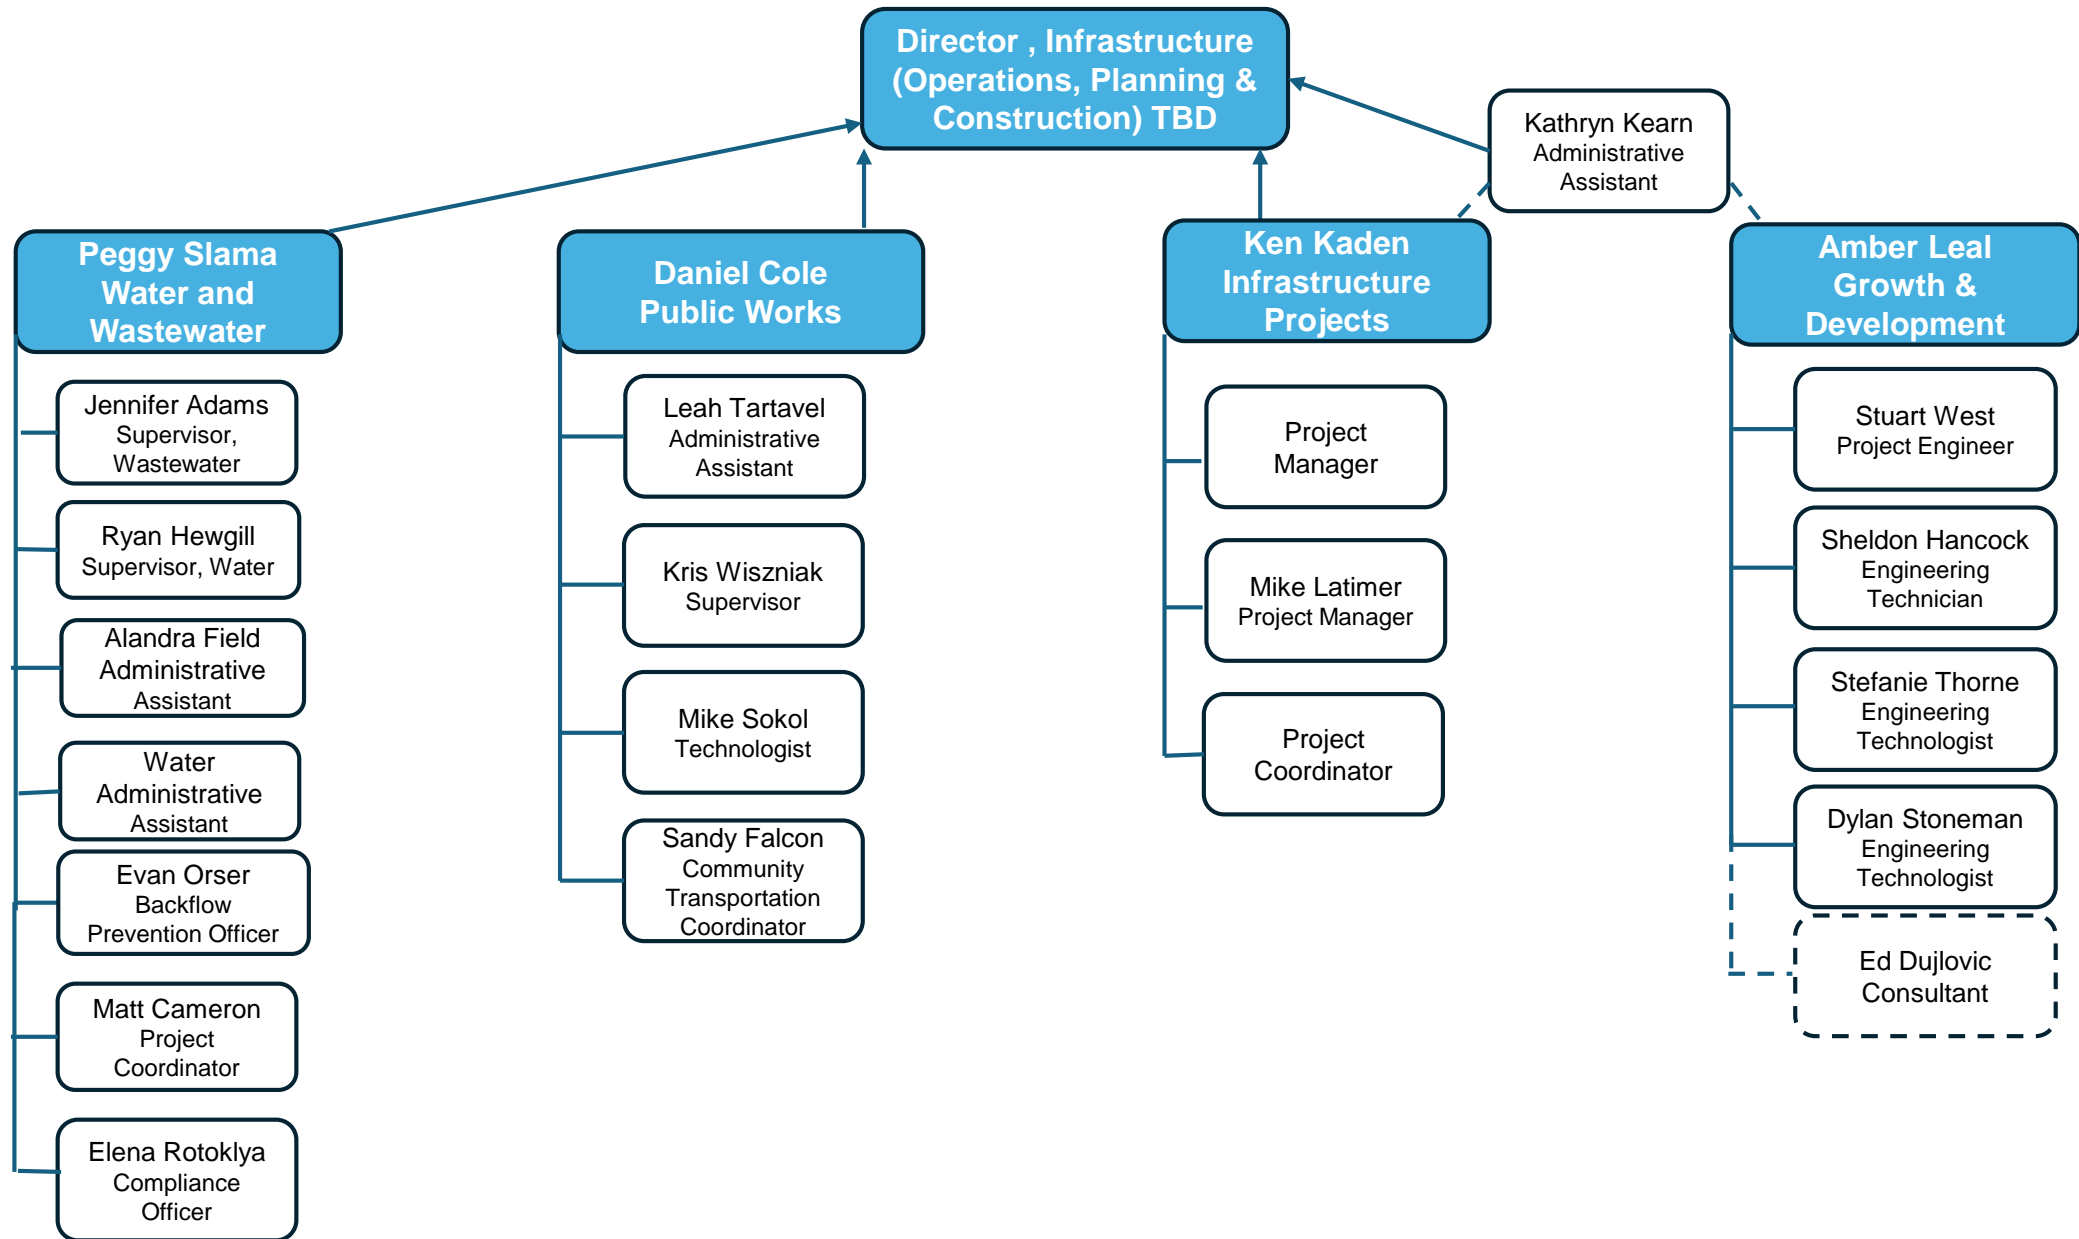 Director , Infrastructure
(Operations, Planning &
Construction) TBD
Kathryn Kearn
Administrative
Assistant
Peggy Slama
Water and
Wastewater
Jennifer Adams
Supervisor,
Wastewater
Ryan Hewgill
Supervisor, Water
Alandra Field
Administrative
Assistant
Water
Administrative
Assistant
Evan Orser
Backflow
Prevention Officer
Matt Cameron
Project
Coordinator
Elena Rotoklya
Compliance
Officer
Daniel Cole
Public Works
Leah Tartavel
Administrative
Assistant
Kris Wiszniak
Supervisor
Mike Sokol
Technologist
Sandy Falcon
Community
Transportation
Coordinator
Ken Kaden
Infrastructure
Projects
Project
Manager
Mike Latimer
Project Manager
Project
Coordinator
Amber Leal
Growth &
Development
Stuart West
Project Engineer
Sheldon Hancock
Engineering
Technician
Stefanie Thorne
Engineering
Technologist
Dylan Stoneman
Engineering
Technologist
Ed Dujlovic
Consultant